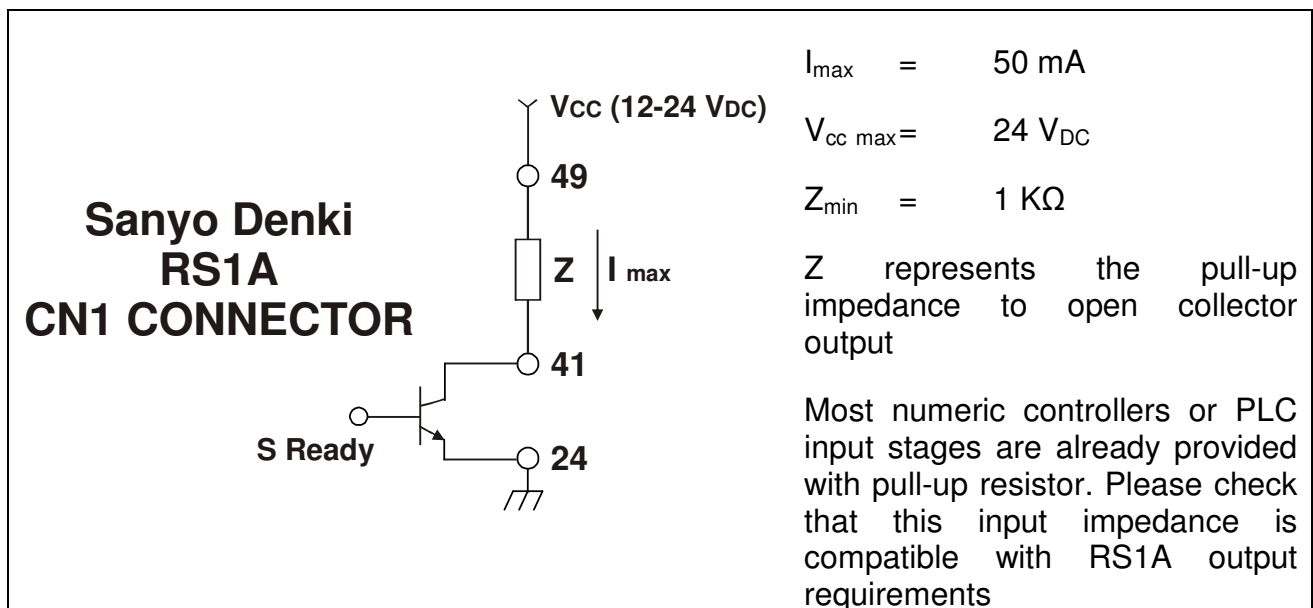 Sanyo Denki
RS1A
CN1 CONNECTOR
Vcc (12-24 VDC)
49
Z
I max
41
S Ready
24
Imax = 50 mA
Vcc max= 24 VDC
Zmin = 1 KΩ
Z represents the pull-up
impedance to open collector
output
Most numeric controllers or PLC
input stages are already provided
with pull-up resistor. Please check
that this input impedance is
compatible with RS1A output
requirements